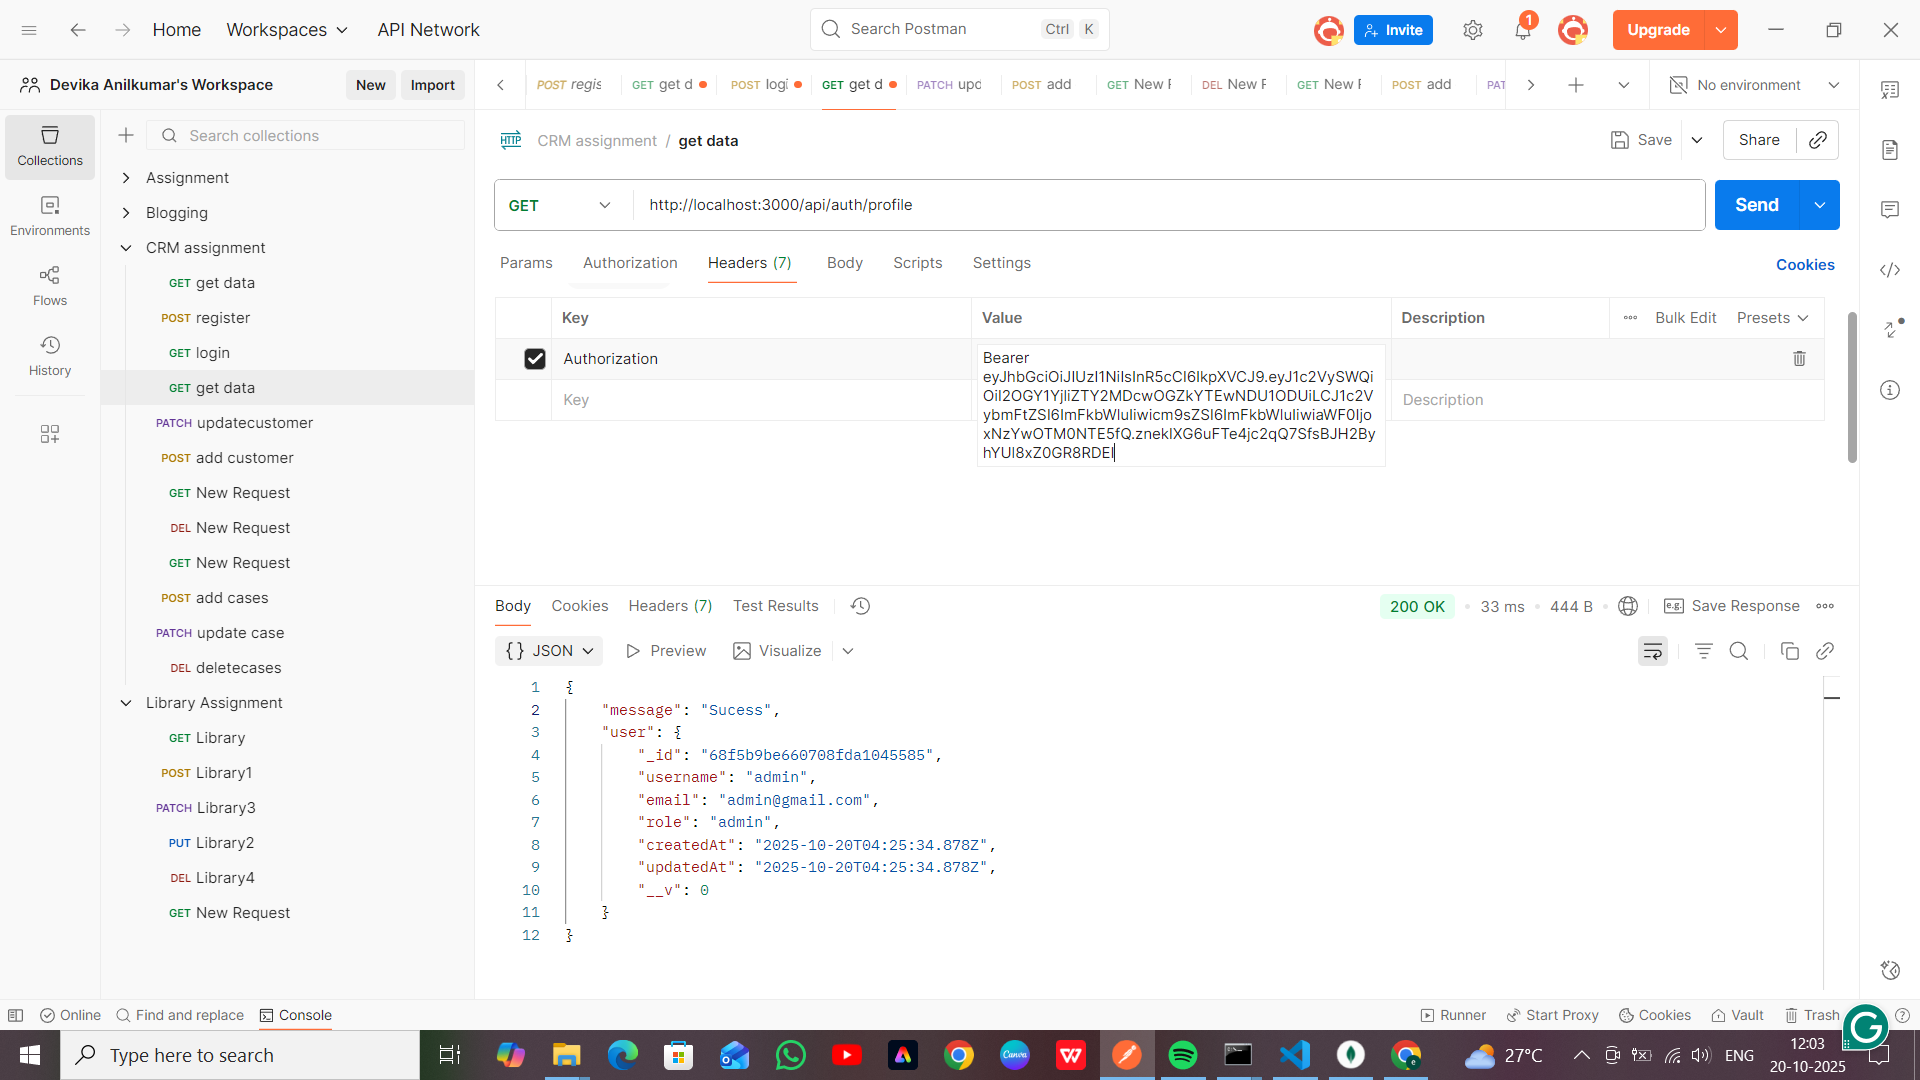 Home
Workspaces
API Network
Search Postman
Ctrl
K
Invite
1
Upgrade
Devika Anilkumar's Workspace
New
Import
POST regis
GET get d
POST logi
GET get d
PATCH upd
POST add
GET New F
DEL New F
GET New F
POST add
PAT
No environment
Collections
Environments
Flows
History
Search collections
Assignment
Blogging
CRM assignment
GET get data
POST register
GET login
GET get data
PATCH updatecustomer
POST add customer
GET New Request
DEL New Request
GET New Request
POST add cases
PATCH update case
DEL deletecases
Library Assignment
GET Library
POST Library1
PATCH Library3
PUT Library2
DEL Library4
GET New Request
HTTP
CRM assignment / get data
Save
Share
GET
http://localhost:3000/api/auth/profile
Send
Params
Authorization
Headers (7)
Body
Scripts
Settings
Cookies
Key
Value
Description
Bulk Edit
Presets
Authorization
Bearer
Key
Description
Body
Cookies
Headers (7)
Test Results
200 OK
33 ms
444 B
e.g.
Save Response
{} JSON
Preview
Visualize
1 {
2 "message": "Sucess",
3 "user": {
4 "_id": "68f5b9be660708fda1045585",
5 "username": "admin",
6 "email": "admin@gmail.com",
7 "role": "admin",
8 "createdAt": "2025-10-20T04:25:34.878Z",
9 "updatedAt": "2025-10-20T04:25:34.878Z",
10 "__v": 0
11 }
12 }
Online
Find and replace
Console
Runner
Start Proxy
Cookies
Vault
Trash
Type here to search
Canva
W
27°C
ENG
12:03
20-10-2025
G